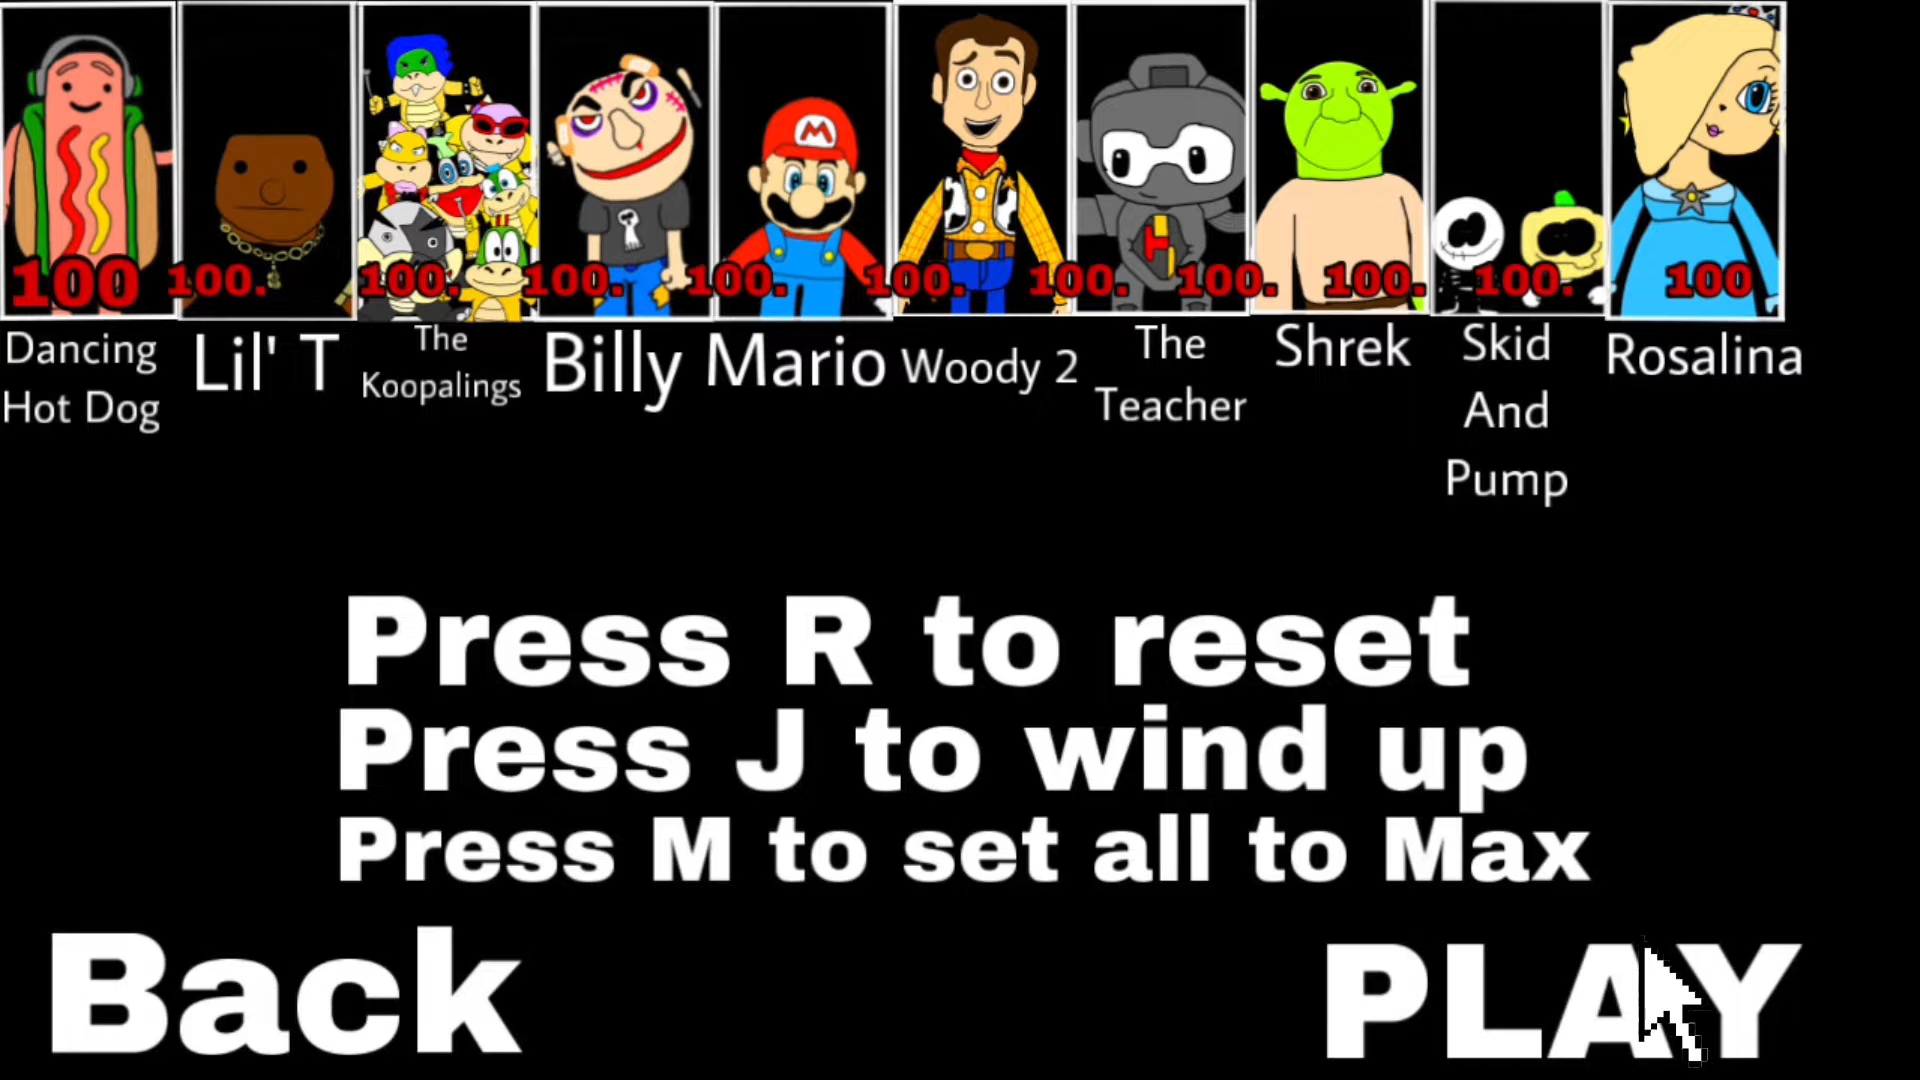 100 100. 100. 100. 100. 100. 100. 100. 100. 100. 100
Dancing
Hot Dog
Lil' T
The
Koopalings
Billy
Mario
Woody 2
The
Teacher
Shrek
Skid
And
Pump
Rosalina
M
Press R to reset
Press J to wind up
Press M to set all to Max
Back
PLAY